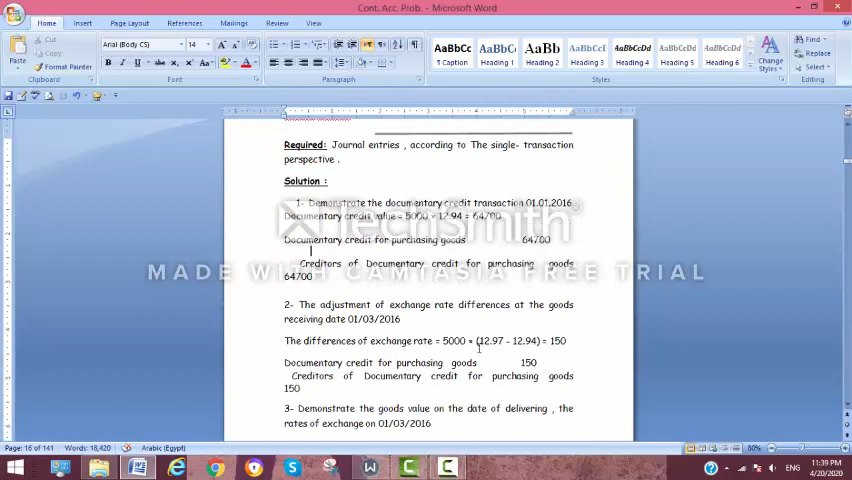 Cont. Acc. Prob. - Microsoft Word
Home Insert Page Layout References Mailings Review View
Cut
Copy
Format Painter
Paste
Clipboard
Arial (Body CS) 14
Font
Paragraph
AaBbCc AaBbCc AaBb AaBbCcI AaBbCcDd AaBbCcDd AaBbCcDd
¶ Caption Heading 1 Heading 2 Heading 3 Heading 4 Heading 5 Heading 6
Change Styles
Styles
Find
Replace
Select
Editing
Required: Journal entries , according to The single- transaction
perspective .
Solution :
1- Demonstrate the documentary credit transaction 01.01.2016
Documentary credit value = 5000 × 12.94 = 64700
TechSmith®
Documentary credit for purchasing goods 64700
MADE WITH CAMTASIA FREE TRIAL
Creditors of Documentary credit for purchasing goods
64700
2- The adjustment of exchange rate differences at the goods
receiving date 01/03/2016
The differences of exchange rate = 5000 × (12.97 - 12.94) = 150
Documentary credit for purchasing goods 150
Creditors of Documentary credit for purchasing goods
150
3- Demonstrate the goods value on the date of delivering , the
rates of exchange on 01/03/2016
Page: 16 of 141 Words: 18,420 Arabic (Egypt) 80%
ENG 11:39 PM
4/20/2020